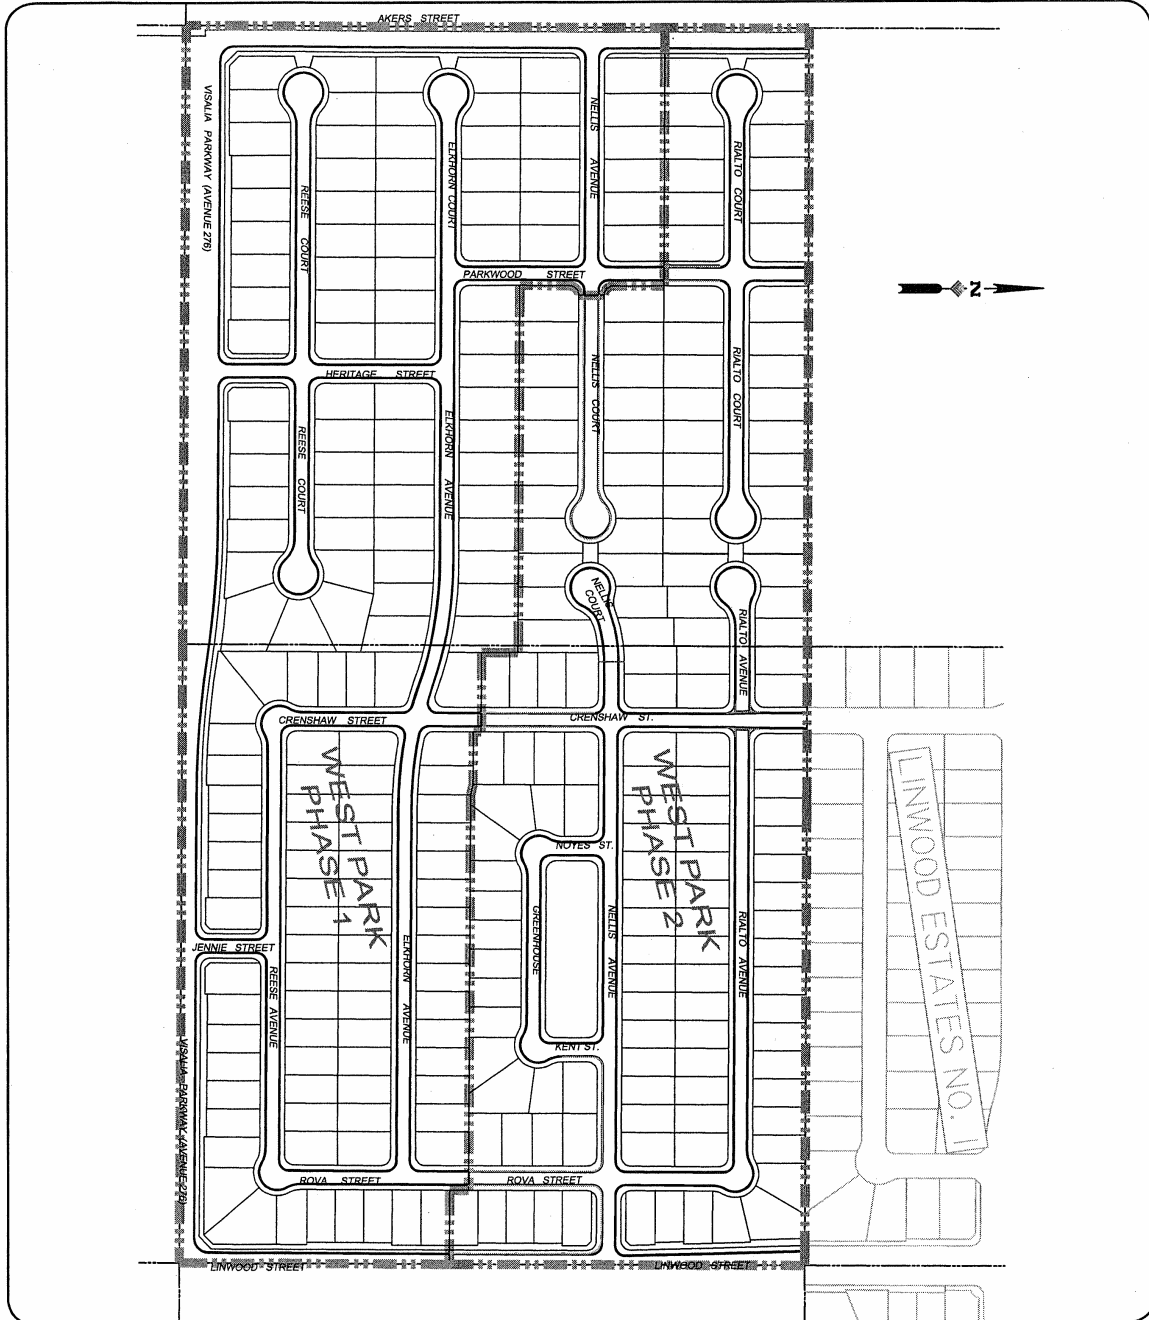 AKERS STREET
VISALIA PARKWAY (AVENUE 276)
REESE COURT
ELKHORN COURT
NELLIS AVENUE
RIALTO COURT
PARKWOOD STREET
N
HERITAGE STREET
REESE COURT
ELKHORN AVENUE
NELLIS COURT
RIALTO COURT
NELLIS COURT
RIALTO AVENUE
CRENSHAW STREET
CRENSHAW ST.
WEST PARK
PHASE 1
WEST PARK
PHASE 2
LINWOOD ESTATES NO. 1
NOYES ST.
GREENHOUSE
NELLIS AVENUE
RIALTO AVENUE
ELKHORN AVENUE
JENNIE STREET
REESE AVENUE
KENT ST.
VISALIA PARKWAY (AVENUE 276)
ROVA STREET
ROVA STREET
LINWOOD STREET
LINWOOD STREET